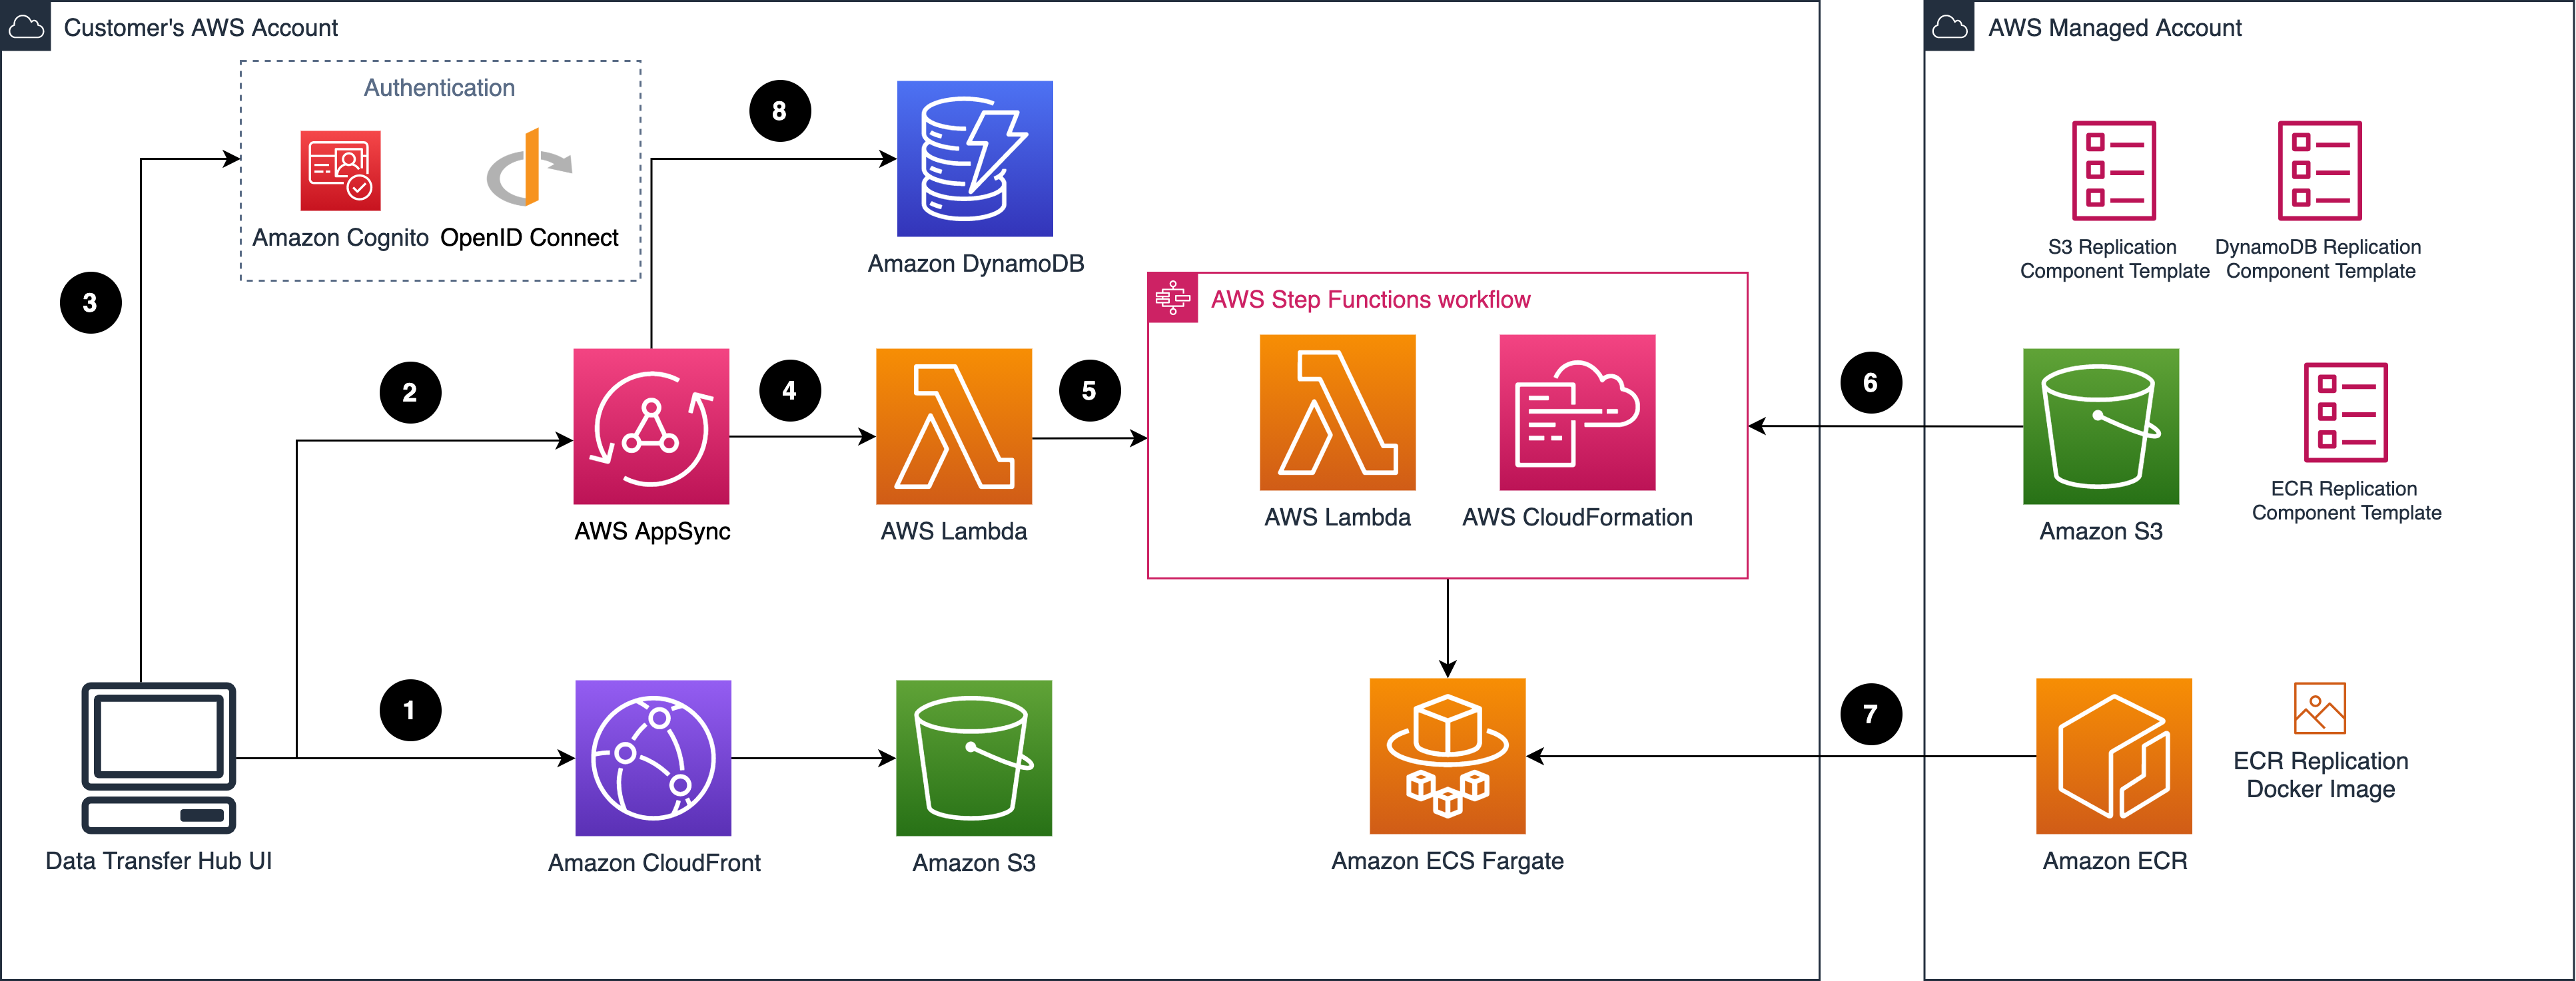 Customer's AWS Account
Authentication
Amazon Cognito
OpenID Connect
3
8
Amazon DynamoDB
2
AWS AppSync
4
AWS Lambda
5
AWS Step Functions workflow
AWS Lambda
AWS CloudFormation
Data Transfer Hub UI
1
Amazon CloudFront
Amazon S3
Amazon ECS Fargate
6
7
AWS Managed Account
S3 Replication
Component Template
DynamoDB Replication
Component Template
Amazon S3
ECR Replication
Component Template
Amazon ECR
ECR Replication
Docker Image